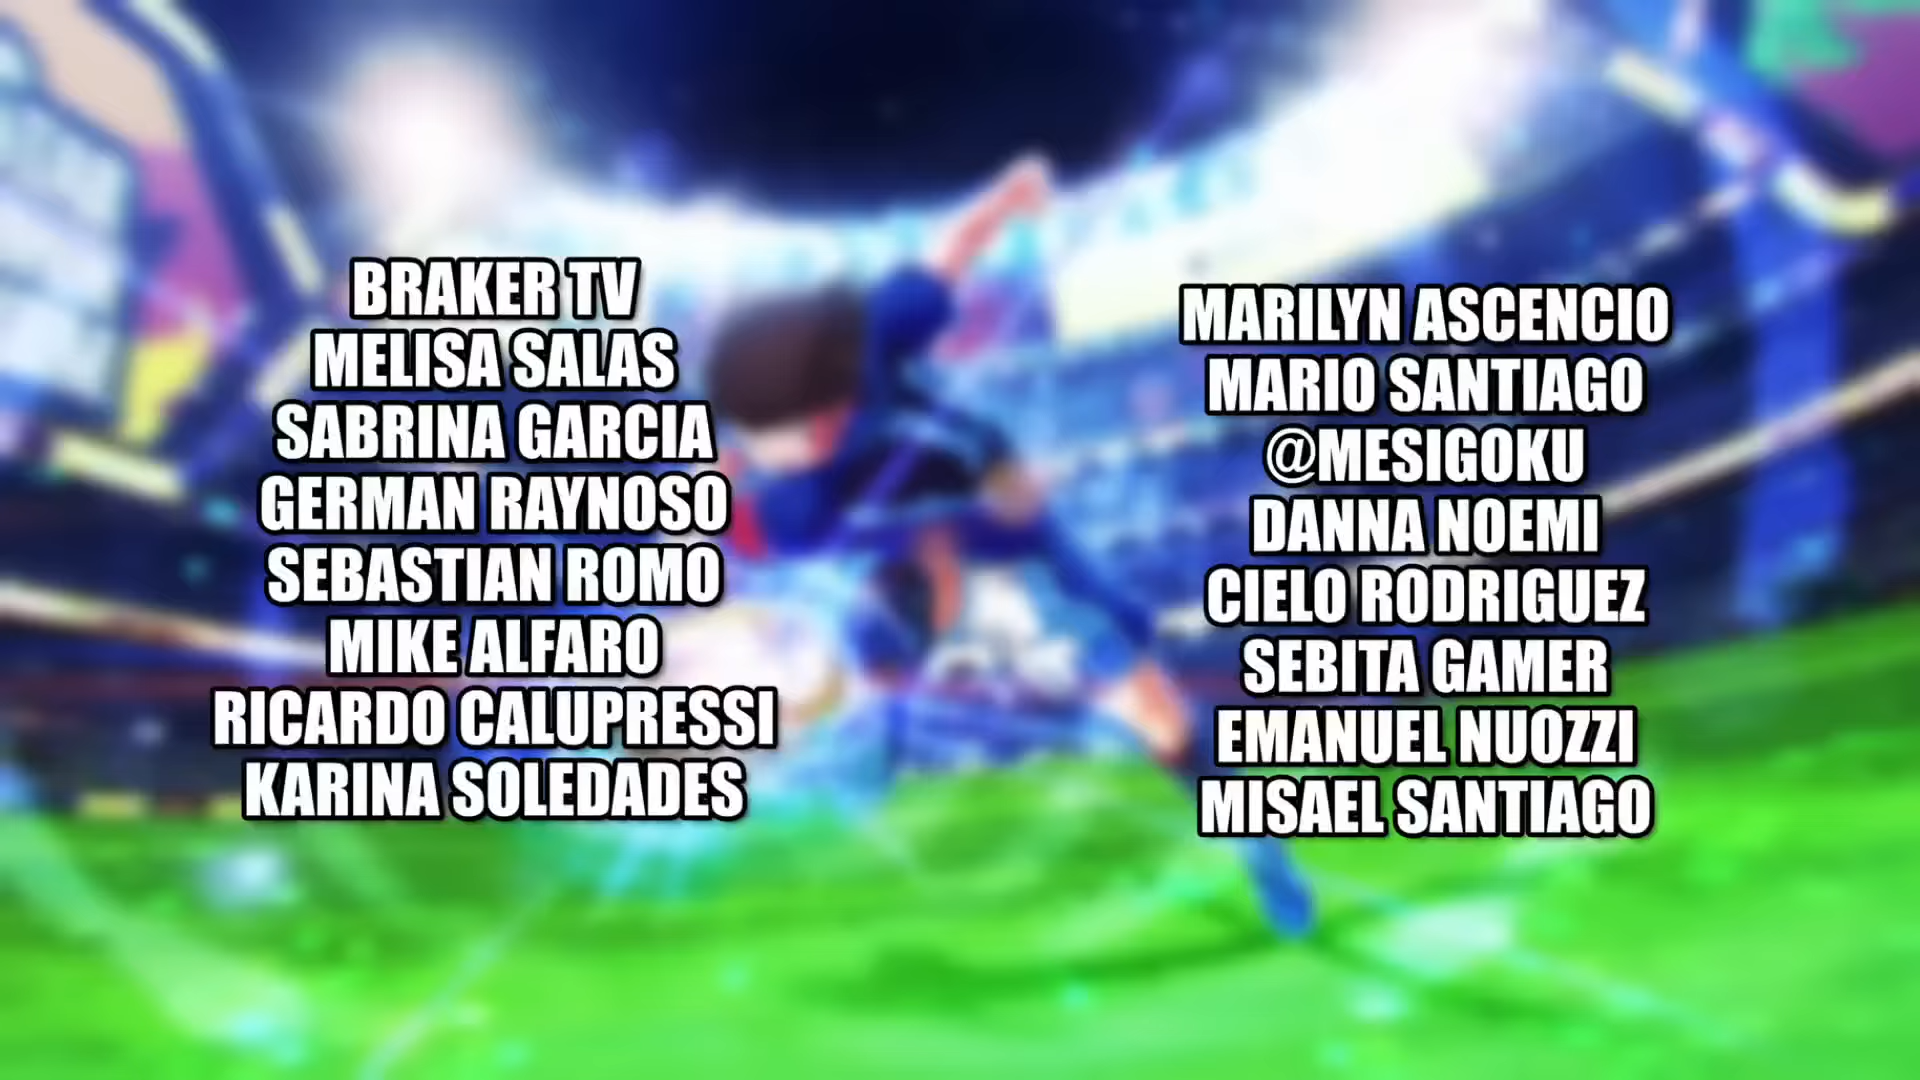 BRAKER TV
MELISA SALAS
SABRINA GARCIA
GERMAN RAYNOSO
SEBASTIAN ROMO
MIKE ALFARO
RICARDO CALUPRESSI
KARINA SOLEDADES
MARILYN ASCENCIO
MARIO SANTIAGO
@MESIGOKU
DANNA NOEMI
CIELO RODRIGUEZ
SEBITA GAMER
EMANUEL NUOZZI
MISAEL SANTIAGO